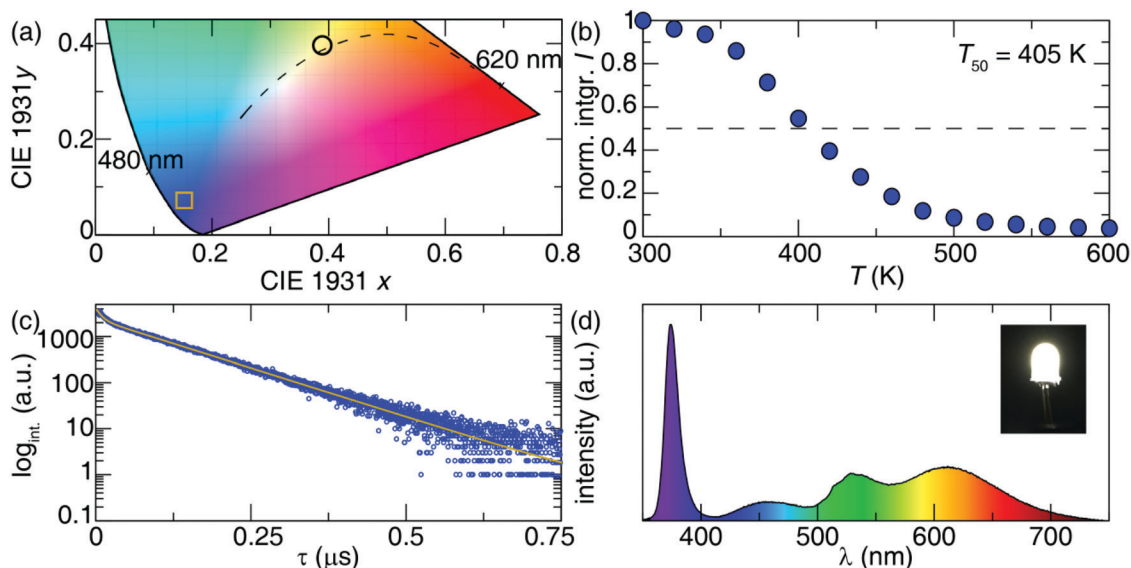 (a)
CIE 1931 y
0.4
0.2
0
620 nm
480 nm
0 0.2 0.4 0.6 0.8
CIE 1931 x
(b)
norm. intgr. I
1
0.8
0.6
0.4
0.2
0
T50 = 405 K
300 400 500 600
T (K)
(c)
log int. (a.u.)
1000
100
10
1
0.1
0 0.25 0.5 0.75
τ (μs)
(d)
intensity (a.u.)
400 500 600 700
λ (nm)